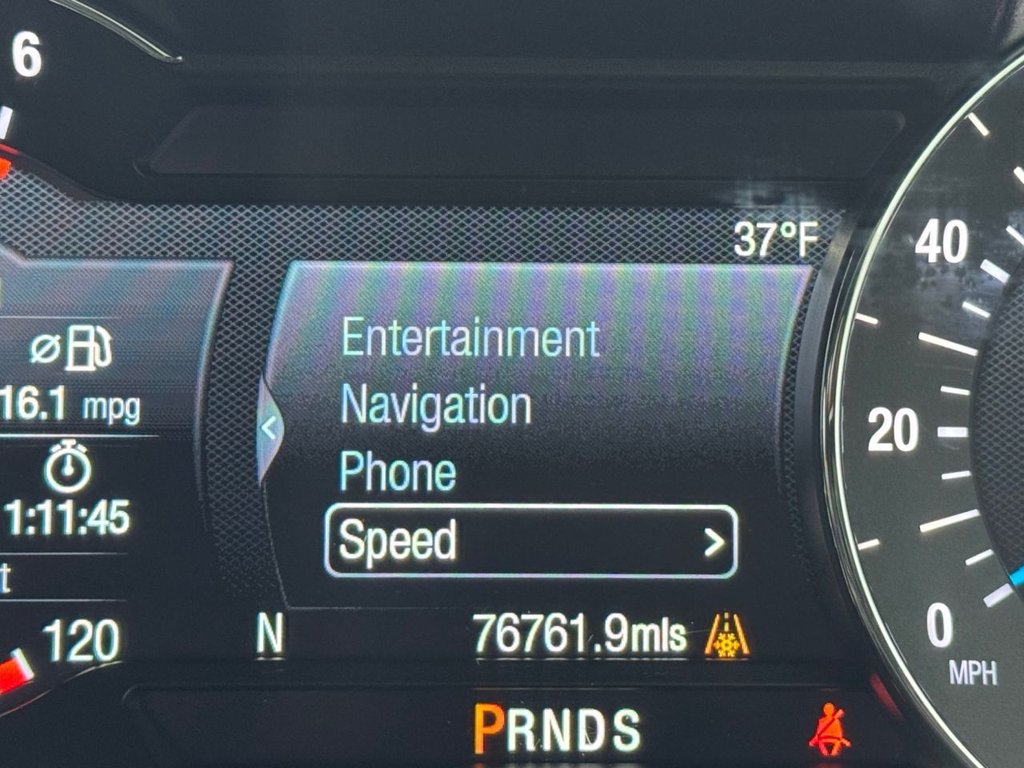 6
37°F
40
Entertainment
16.1 mpg
Navigation
20
<
Phone
1:11:45
Speed >
t
120
N
76761.9mls
0
MPH
PRNDS